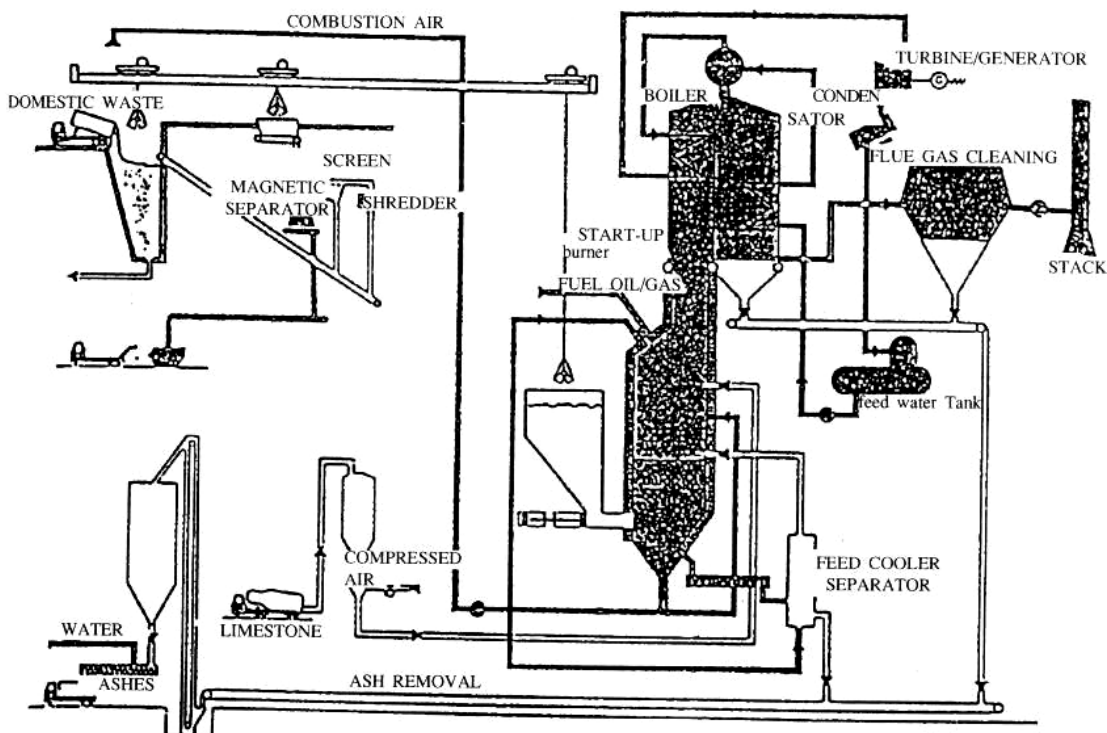 COMBUSTION AIR
TURBINE/GENERATOR
G
DOMESTIC WASTE
BOILER
CONDEN
SATOR
FLUE GAS CLEANING
SCREEN
MAGNETIC
SEPARATOR
SHREDDER
START-UP
burner
FUEL OIL/GAS
STACK
feed water Tank
COMPRESSED
AIR
FEED COOLER
SEPARATOR
LIMESTONE
WATER
ASHES
ASH REMOVAL